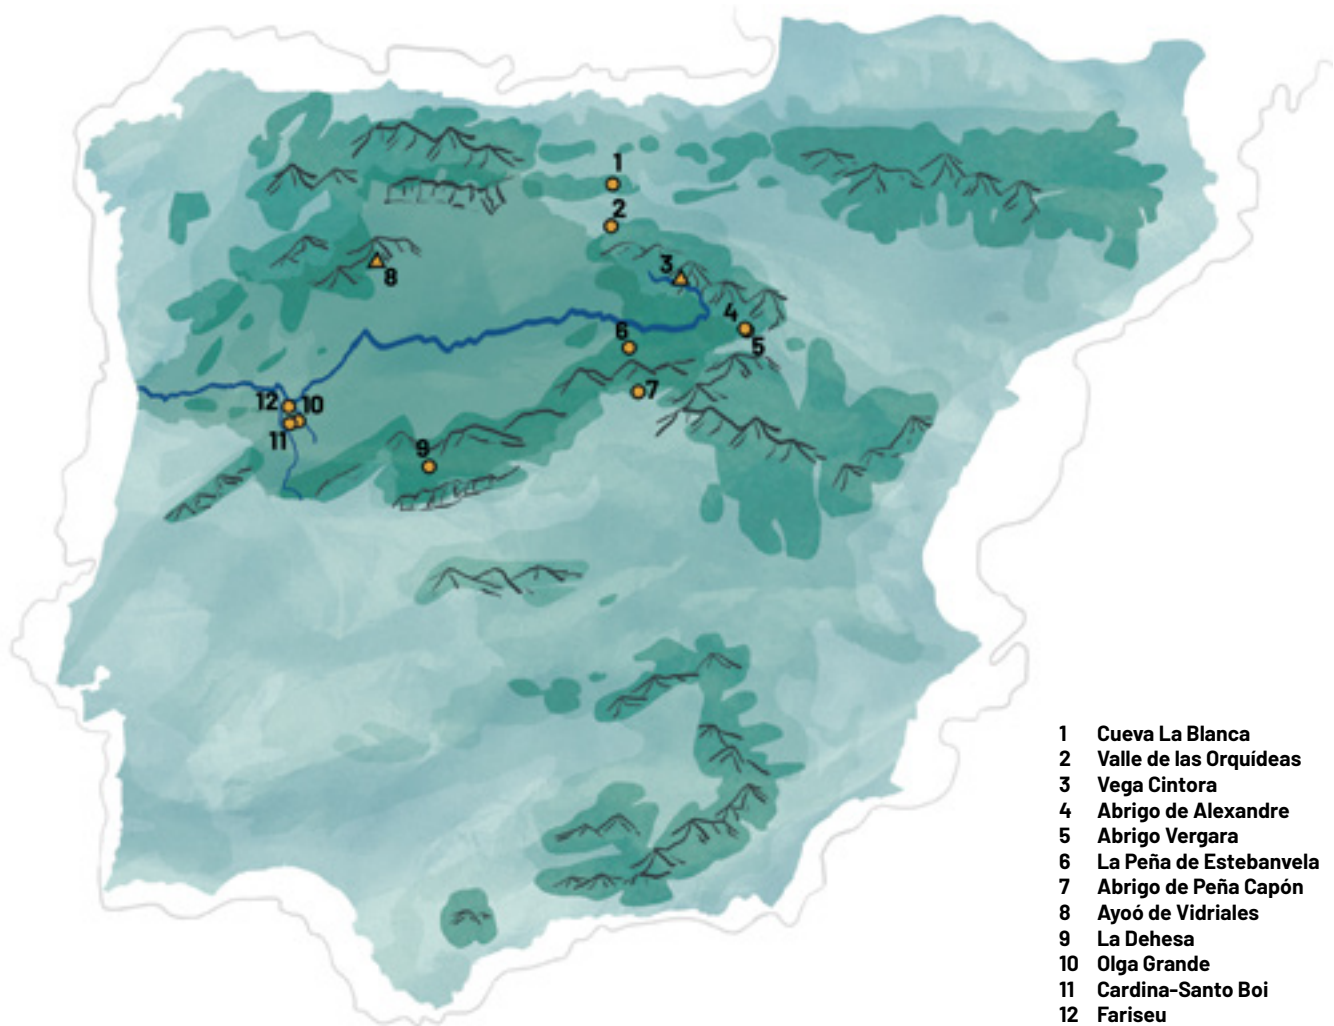 1
2
3
8
4
6
5
7
12 10
11
9
1 Cueva La Blanca
2 Valle de las Orquídeas
3 Vega Cintora
4 Abrigo de Alexandre
5 Abrigo Vergara
6 La Peña de Estebanvela
7 Abrigo de Peña Capón
8 Ayoó de Vidriales
9 La Dehesa
10 Olga Grande
11 Cardina-Santo Boi
12 Fariseu